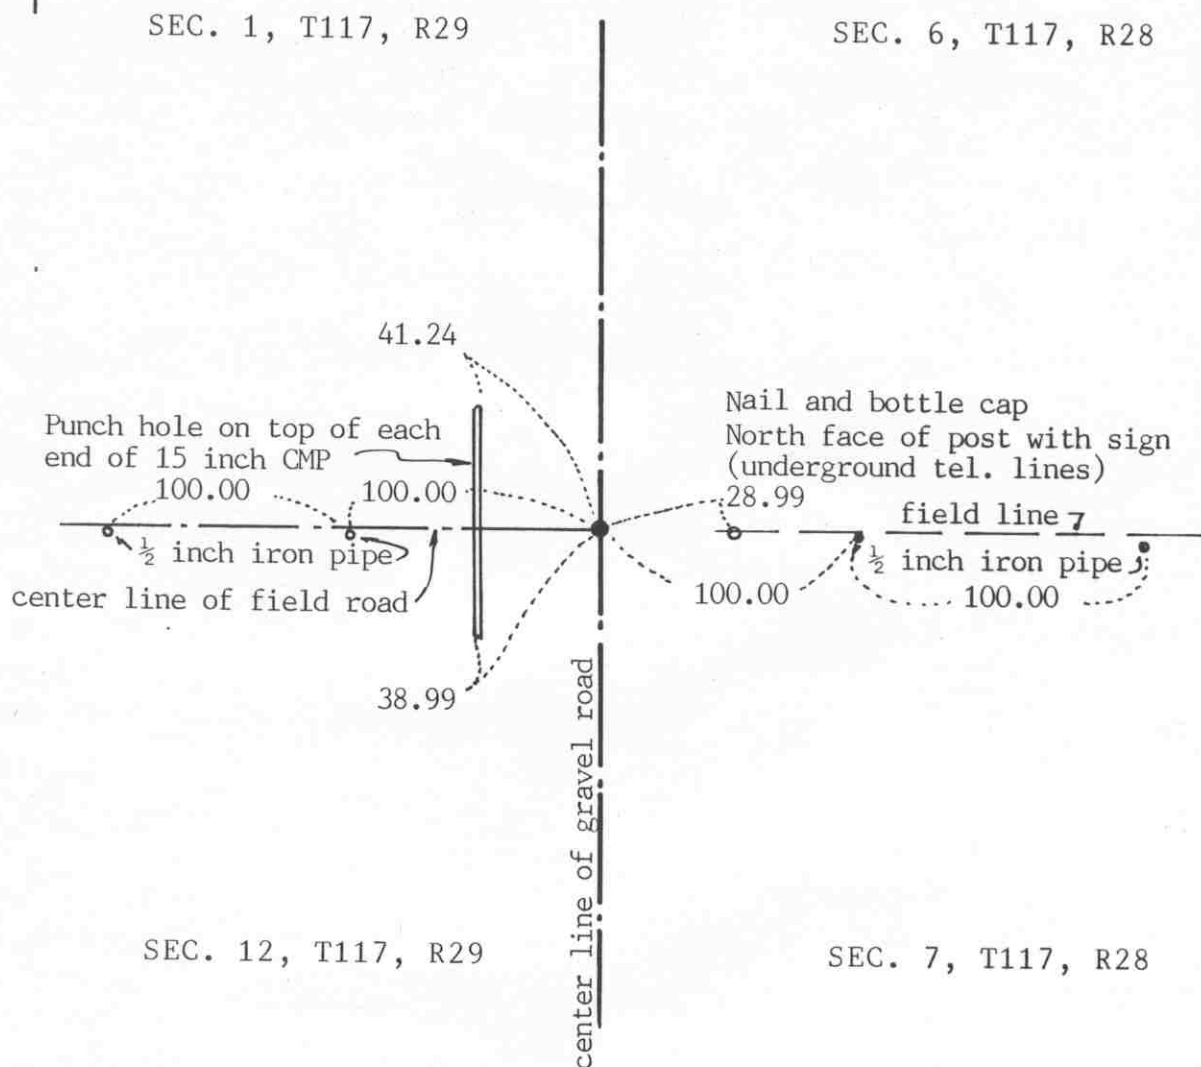 SEC. 1, T117, R29
SEC. 6, T117, R28
41.24
Nail and bottle cap
North face of post with sign
(underground tel. lines)
28.99
Punch hole on top of each
end of 15 inch CMP
100.00
100.00
field line
½ inch iron pipe
½ inch iron pipe
center line of field road
100.00
100.00
38.99
center line of gravel road
SEC. 12, T117, R29
SEC. 7, T117, R28